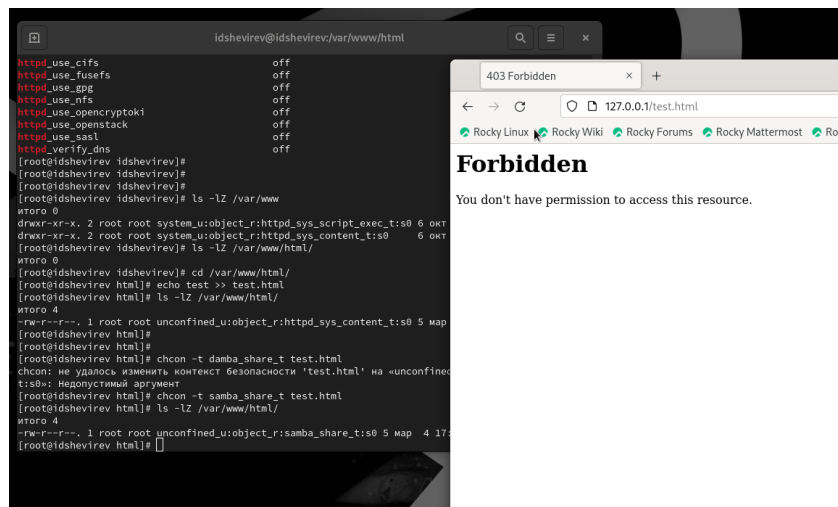 idshevirev@idshevirev:/var/www/html
httpd_use_cifs off
httpd_use_fusefs off
httpd_use_gpg off
httpd_use_nfs off
httpd_use_opencryptoki off
httpd_use_openstack off
httpd_use_sasl off
httpd_verify_dns off
[root@idshevirev idshevirev]#
[root@idshevirev idshevirev]#
[root@idshevirev idshevirev]#
[root@idshevirev idshevirev]# ls -lZ /var/www
итого 0
drwxr-xr-x. 2 root root system_u:object_r:httpd_sys_script_exec_t:s0 6 окт
drwxr-xr-x. 2 root root system_u:object_r:httpd_sys_content_t:s0 6 окт
[root@idshevirev idshevirev]# ls -lZ /var/www/html/
итого 0
[root@idshevirev idshevirev]# cd /var/www/html/
[root@idshevirev html]# echo test >> test.html
[root@idshevirev html]# ls -lZ /var/www/html/
итого 4
-rw-r--r--. 1 root root unconfined_u:object_r:httpd_sys_content_t:s0 5 мар
[root@idshevirev html]#
[root@idshevirev html]#
[root@idshevirev html]# chcon -t damba_share_t test.html
chcon: не удалось изменить контекст безопасности 'test.html' на «unconfined
t:s0»: Недопустимый аргумент
[root@idshevirev html]# chcon -t samba_share_t test.html
[root@idshevirev html]# ls -lZ /var/www/html/
итого 4
-rw-r--r--. 1 root root unconfined_u:object_r:samba_share_t:s0 5 мар 4 17:
[root@idshevirev html]#
403 Forbidden
127.0.0.1/test.html
Rocky Linux Rocky Wiki Rocky Forums Rocky Mattermost Ro
Forbidden
You don't have permission to access this resource.